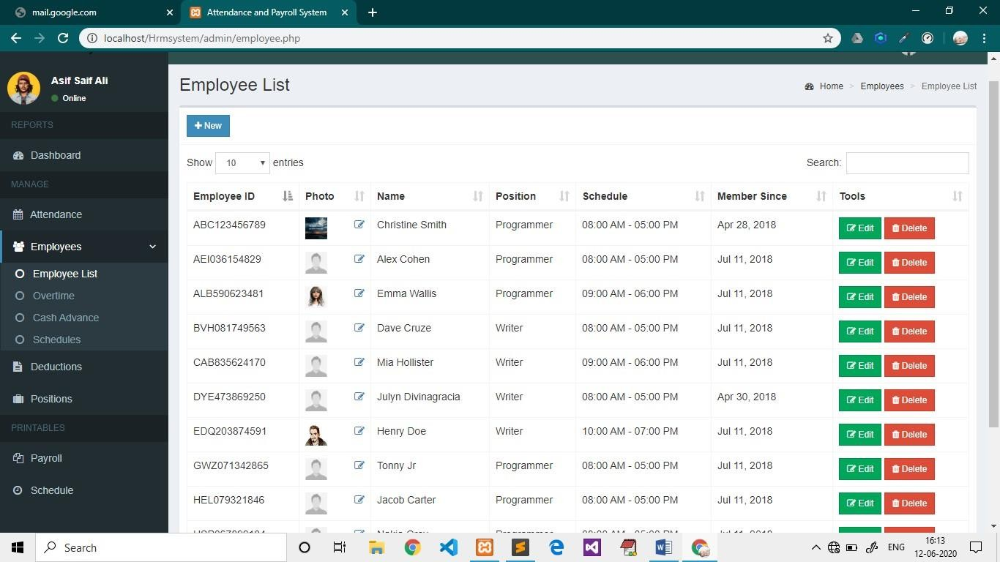 mail.google.com
Attendance and Payroll System
localhost/Hrmsystem/admin/employee.php
Asif Saif Ali
Online
REPORTS
Dashboard
MANAGE
Attendance
Employees
Employee List
Overtime
Cash Advance
Schedules
Deductions
Positions
PRINTABLES
Payroll
Schedule
Employee List
Home > Employees > Employee List
New
Show 10 entries
Search:
Employee ID Photo Name Position Schedule Member Since Tools
ABC123456789 Christine Smith Programmer 08:00 AM - 05:00 PM Apr 28, 2018 Edit Delete
AEI036154829 Alex Cohen Programmer 08:00 AM - 05:00 PM Jul 11, 2018 Edit Delete
ALB590623481 Emma Wallis Programmer 09:00 AM - 06:00 PM Jul 11, 2018 Edit Delete
BVH081749563 Dave Cruze Writer 08:00 AM - 05:00 PM Jul 11, 2018 Edit Delete
CAB835624170 Mia Hollister Writer 09:00 AM - 06:00 PM Jul 11, 2018 Edit Delete
DYE473869250 Julyn Divinagracia Writer 08:00 AM - 05:00 PM Apr 30, 2018 Edit Delete
EDQ203874591 Henry Doe Writer 10:00 AM - 07:00 PM Jul 11, 2018 Edit Delete
GWZ071342865 Tonny Jr Programmer 08:00 AM - 05:00 PM Jul 11, 2018 Edit Delete
HEL079321846 Jacob Carter Programmer 08:00 AM - 05:00 PM Jul 11, 2018 Edit Delete
Search
ENG
16:13
12-06-2020